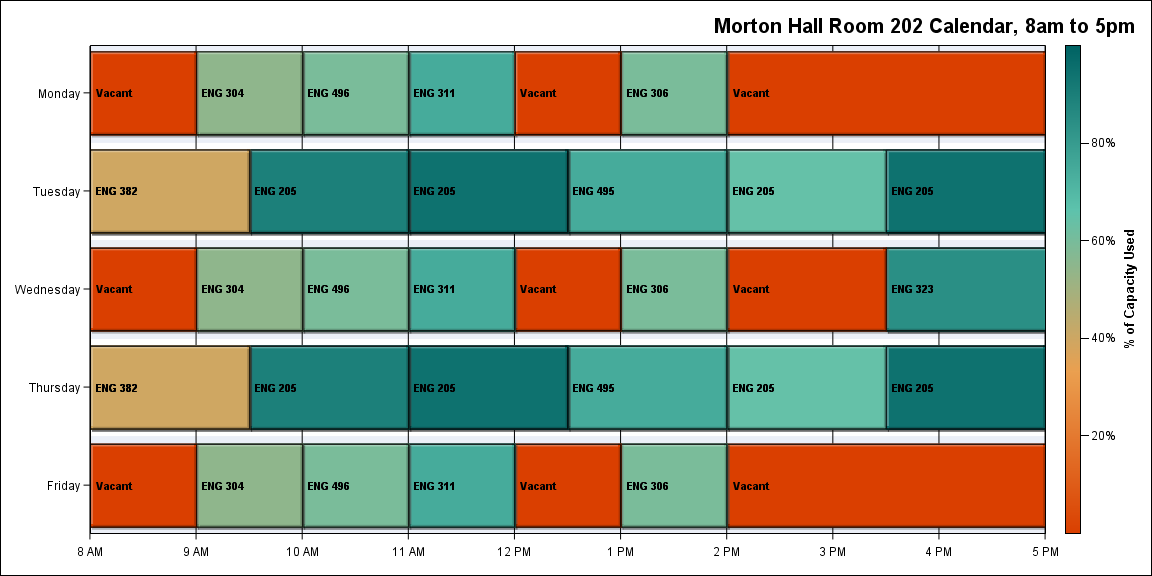 Morton Hall Room 202 Calendar, 8am to 5pm
Monday Vacant ENG 304 ENG 496 ENG 311 Vacant ENG 306 Vacant
80%
Tuesday ENG 382 ENG 205 ENG 205 ENG 495 ENG 205 ENG 205
60%
% of Capacity Used
Wednesday Vacant ENG 304 ENG 496 ENG 311 Vacant ENG 306 Vacant ENG 323
40%
Thursday ENG 382 ENG 205 ENG 205 ENG 495 ENG 205 ENG 205
20%
Friday Vacant ENG 304 ENG 496 ENG 311 Vacant ENG 306 Vacant
8 AM 9 AM 10 AM 11 AM 12 PM 1 PM 2 PM 3 PM 4 PM 5 PM